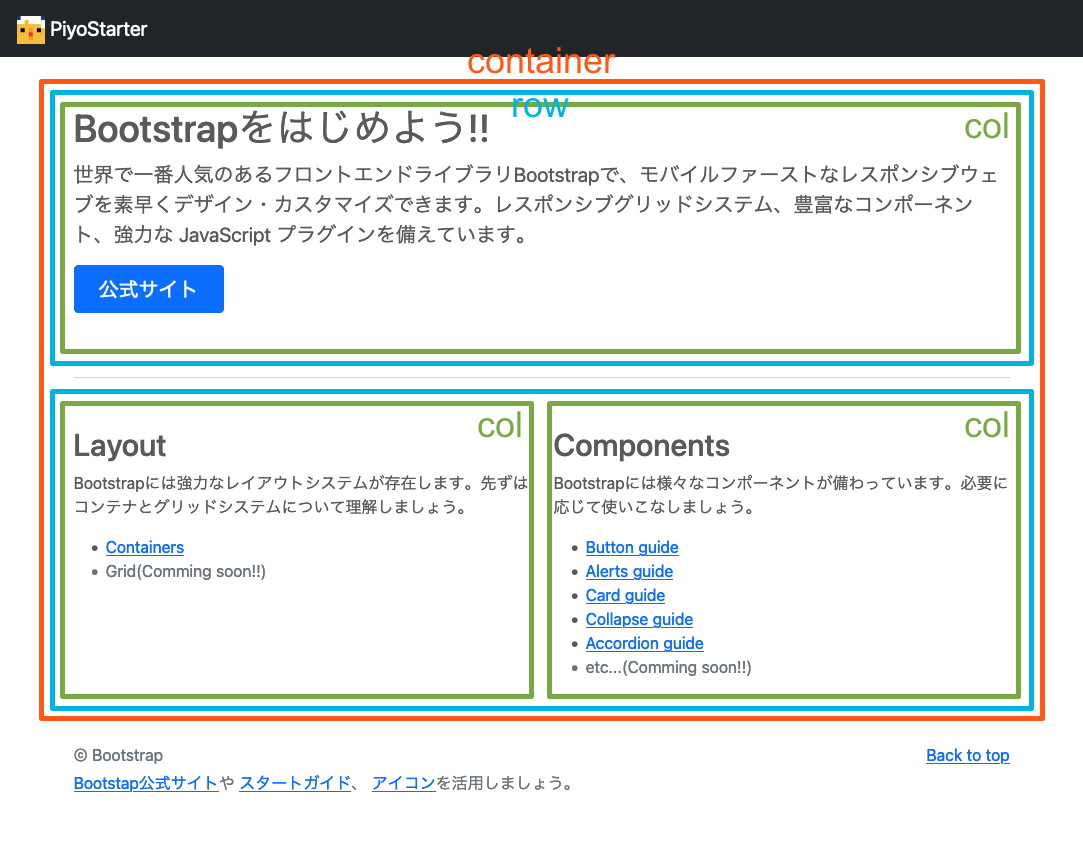 PiyoStarter
container
row
col
Bootstrapをはじめよう!!
世界で一番人気のあるフロントエンドライブラリBootstrapで、モバイルファーストなレスポンシブウェ
ブを素早くデザイン・カスタマイズできます。レスポンシブグリッドシステム、豊富なコンポーネン
ト、強力な JavaScript プラグインを備えています。
公式サイト
col
Layout
Bootstrapには強力なレイアウトシステムが存在します。先ずは
コンテナとグリッドシステムについて理解しましょう。
Containers
Grid(Comming soon!!)
col
Components
Bootstrapには様々なコンポーネントが備わっています。必要に
応じて使いこなしましょう。
Button guide
Alerts guide
Card guide
Collapse guide
Accordion guide
etc...(Comming soon!!)
© Bootstrap
Back to top
Bootstap公式サイトや スタートガイド、 アイコンを活用しましょう。